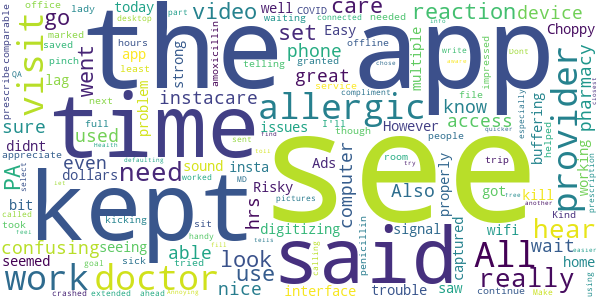 the app
see
time
kept
said
allergic
provider
visit
doctor
work
reaction
video
device
need
All
really
hear
go
care
set
phone
great
Easy
Choppy
well
today
office
lady
desktop
part
waiting
COVID
connected
needed
offline
marked
saved
pinch
hours
app
least
telling
granted
file
write
impressed
Dont
comparable
prescribe
QA
lag
went
problem
strong
amoxicillin
instacare
service
compliment
chose
info
closest
sure
next
used
full
Health
sent
find
issues
I'll
though
know
access
buffering
helped
pharmacy
working
prescription
didnt
appreciate
even
defaulting
worked
insta
MD
However
people
quicker
especially
PA
select
dollars
sound
pictures
Ads
room
try
trip
properly
computer
bit
called
took
feel
kicking
sit
handy
Risky
hrs
digitizing
Also
got
free
kill
another
Kind
confusing
seeing
able
tried
look
use
nice
penicillin
signal
captured
wifi
wait
home
using
seemed
goal
sick
fill
tells
calling
interface
trouble
saw
continue
Make
easier
crashed
extended
ahead
annoying